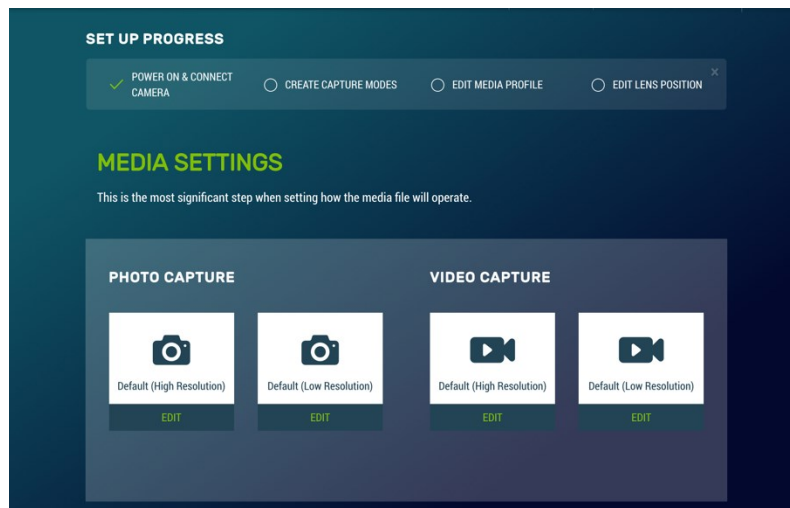 SET UP PROGRESS
POWER ON & CONNECT
CAMERA
CREATE CAPTURE MODES
EDIT MEDIA PROFILE
EDIT LENS POSITION
MEDIA SETTINGS
This is the most significant step when setting how the media file will operate.
PHOTO CAPTURE
VIDEO CAPTURE
Default (High Resolution)
Default (Low Resolution)
Default (High Resolution)
Default (Low Resolution)
EDIT
EDIT
EDIT
EDIT